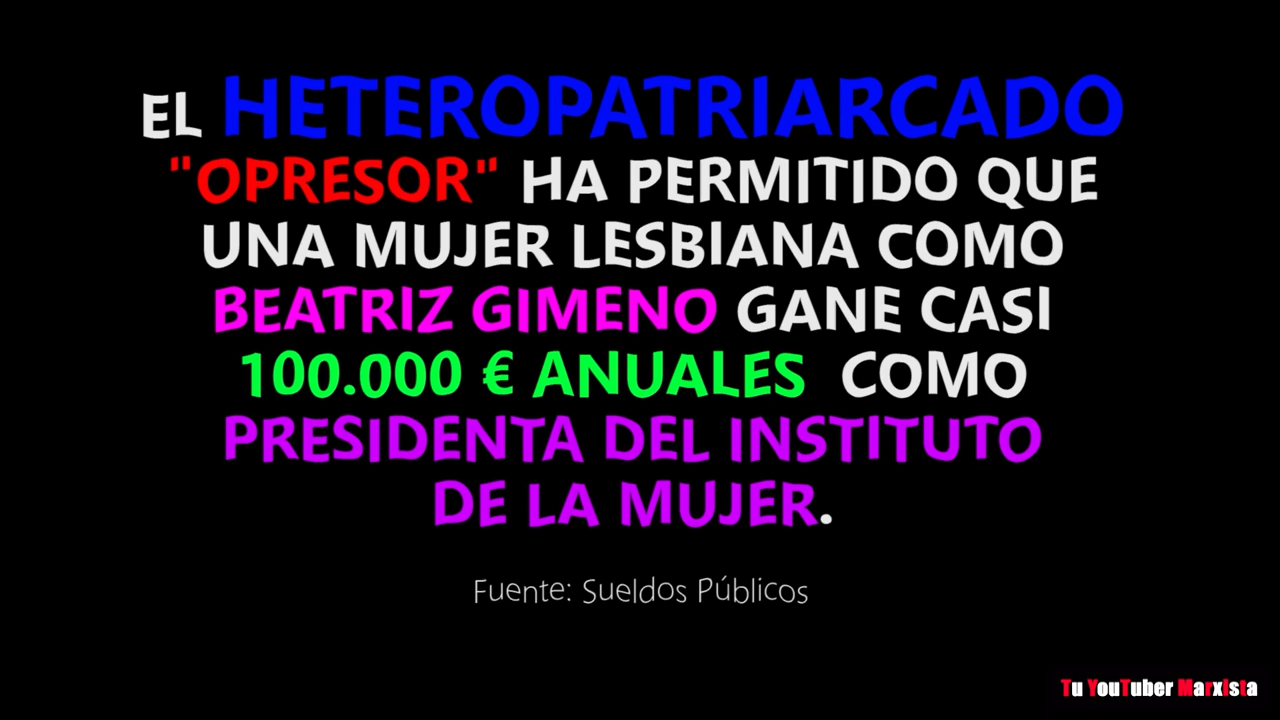 EL HETEROPATRIARCADO
"OPRESOR" HA PERMITIDO QUE
UNA MUJER LESBIANA COMO
BEATRIZ GIMENO GANE CASI
100.000 € ANUALES COMO
PRESIDENTA DEL INSTITUTO
DE LA MUJER.
Fuente: Sueldos Públicos
Tu YouTuber Marxista